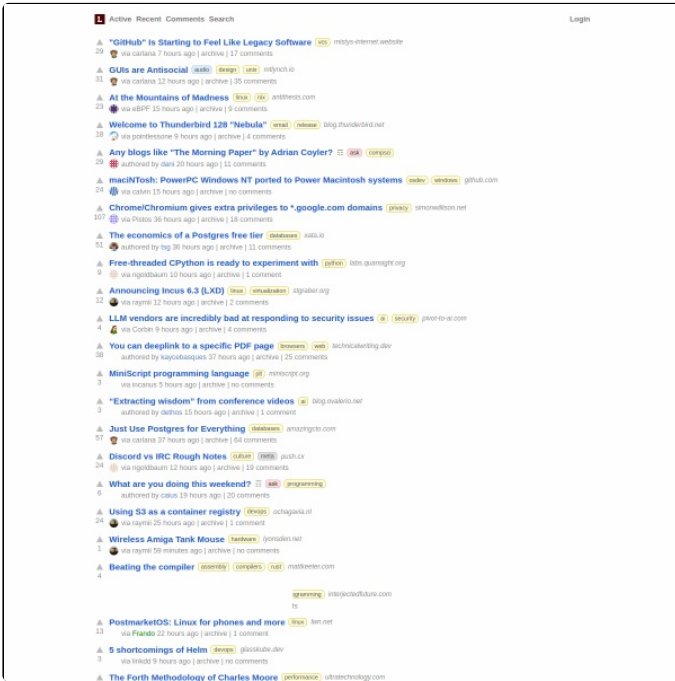 L Active Recent Comments Search Login
"GitHub" Is Starting to Feel Like Legacy Software vcs mistys-internet.website
29 via carlana 7 hours ago | archive | 17 comments
GUIs are Antisocial audio design unix mtlynch.io
31 via carlana 12 hours ago | archive | 35 comments
At the Mountains of Madness linux nix antithesis.com
23 via eBPF 15 hours ago | archive | 9 comments
Welcome to Thunderbird 128 "Nebula" email release blog.thunderbird.net
18 via pointlessone 9 hours ago | archive | 4 comments
Any blogs like "The Morning Paper" by Adrian Coyler? ask compsci
29 authored by dani 20 hours ago | 11 comments
maciNTosh: PowerPC Windows NT ported to Power Macintosh systems osdev windows github.com
24 via calvin 15 hours ago | archive | no comments
Chrome/Chromium gives extra privileges to *.google.com domains privacy simonwillison.net
107 via Pistos 36 hours ago | archive | 18 comments
The economics of a Postgres free tier databases xata.io
51 authored by tsg 36 hours ago | archive | 11 comments
Free-threaded CPython is ready to experiment with python labs.quansight.org
9 via ngoldbaum 10 hours ago | archive | 1 comment
Announcing Incus 6.3 (LXD) linux virtualization stgraber.org
12 via raymii 12 hours ago | archive | 2 comments
LLM vendors are incredibly bad at responding to security issues ai security pivot-to-ai.com
4 via Corbin 9 hours ago | archive | 4 comments
You can deeplink to a specific PDF page browsers web technicalwriting.dev
38 authored by kaycebasques 37 hours ago | archive | 25 comments
MiniScript programming language plt miniscript.org
3 via incanus 5 hours ago | archive | no comments
“Extracting wisdom” from conference videos ai blog.ovalerio.net
3 authored by dethos 15 hours ago | archive | 1 comment
Just Use Postgres for Everything databases amazingcto.com
57 via carlana 37 hours ago | archive | 64 comments
Discord vs IRC Rough Notes culture meta push.cx
24 via ngoldbaum 12 hours ago | archive | 19 comments
What are you doing this weekend? ask programming
6 authored by caius 19 hours ago | 20 comments
Using S3 as a container registry devops ochagavia.nl
24 via raymii 25 hours ago | archive | 1 comment
Wireless Amiga Tank Mouse hardware lyonsden.net
1 via raymii 59 minutes ago | archive | no comments
Beating the compiler assembly compilers rust mattkeeter.com
4
gramming interjectedfuture.com
ts
PostmarketOS: Linux for phones and more linux lwn.net
13 via Frando 22 hours ago | archive | 1 comment
5 shortcomings of Helm devops glasskube.dev
3 via linkdd 9 hours ago | archive | no comments
The Forth Methodology of Charles Moore performance ultratechnology.com